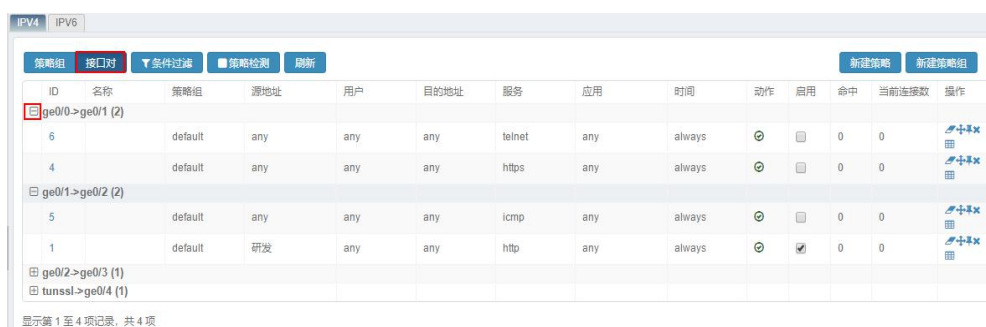 IPV4 IPV6
策略组 接口对 条件过滤 策略检测 刷新 新建策略 新建策略组
ID 名称 策略组 源地址 用户 目的地址 服务 应用 时间 动作 启用 命中 当前连接数 操作
ge0/0->ge0/1 (2)
6 default any any any telnet any always 0 0
4 default any any any https any always 0 0
ge0/1->ge0/2 (2)
5 default any any any icmp any always 0 0
1 default 研发 any any http any always 0 0
ge0/2->ge0/3 (1)
tunssl->ge0/4 (1)
显示第 1 至 4 项记录，共 4 项